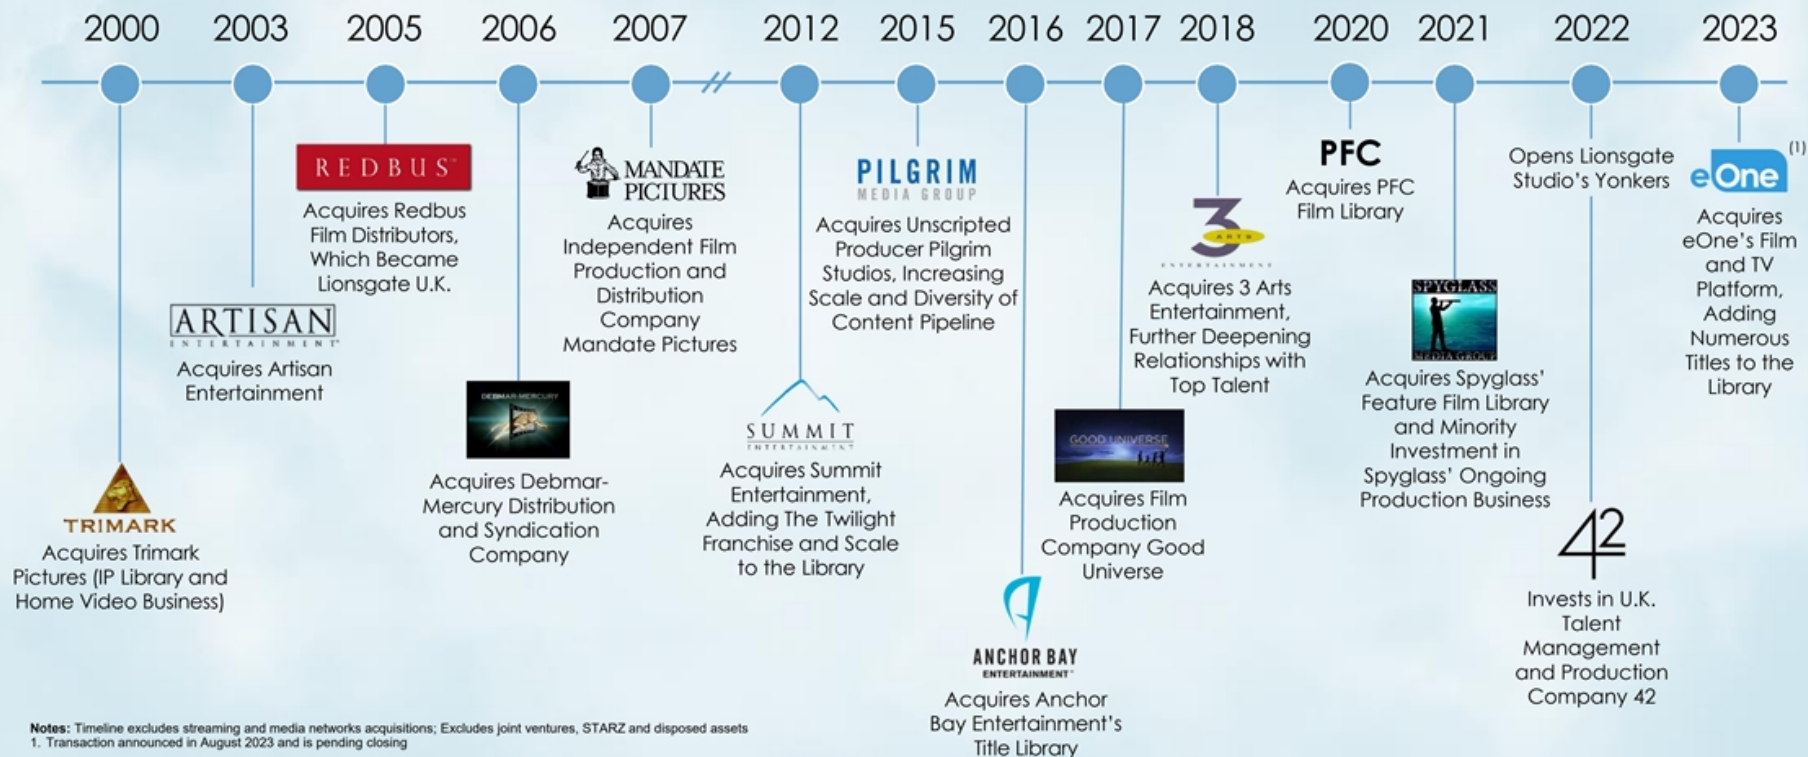 2000 2003 2005 2006 2007 2012 2015 2016 2017 2018 2020 2021 2022 2023
TRIMARK
Acquires Trimark
Pictures (IP Library and
Home Video Business)
ARTISAN
ENTERTAINMENT
Acquires Artisan
Entertainment
REDBUS™
Acquires Redbus
Film Distributors,
Which Became
Lionsgate U.K.
DEBMAR-MERCURY
Acquires Debmar-
Mercury Distribution
and Syndication
Company
MANDATE
PICTURES
Acquires
Independent Film
Production and
Distribution
Company
Mandate Pictures
SUMMIT
ENTERTAINMENT
Acquires Summit
Entertainment,
Adding The Twilight
Franchise and Scale
to the Library
PILGRIM
MEDIA GROUP
Acquires Unscripted
Producer Pilgrim
Studios, Increasing
Scale and Diversity of
Content Pipeline
ANCHOR BAY
ENTERTAINMENT
Acquires Anchor
Bay Entertainment's
Title Library
GOOD UNIVERSE
Acquires Film
Production
Company Good
Universe
3
ARTS
ENTERTAINMENT
Acquires 3 Arts
Entertainment,
Further Deepening
Relationships with
Top Talent
PFC
Acquires PFC
Film Library
SPYGLASS
MEDIA GROUP
Acquires Spyglass'
Feature Film Library
and Minority
Investment in
Spyglass' Ongoing
Production Business
Opens Lionsgate
Studio's Yonkers
42
Invests in U.K.
Talent
Management
and Production
Company 42
eOne (1)
Acquires
eOne's Film
and TV
Platform,
Adding
Numerous
Titles to the
Library
Notes: Timeline excludes streaming and media networks acquisitions; Excludes joint ventures, STARZ and disposed assets
1. Transaction announced in August 2023 and is pending closing